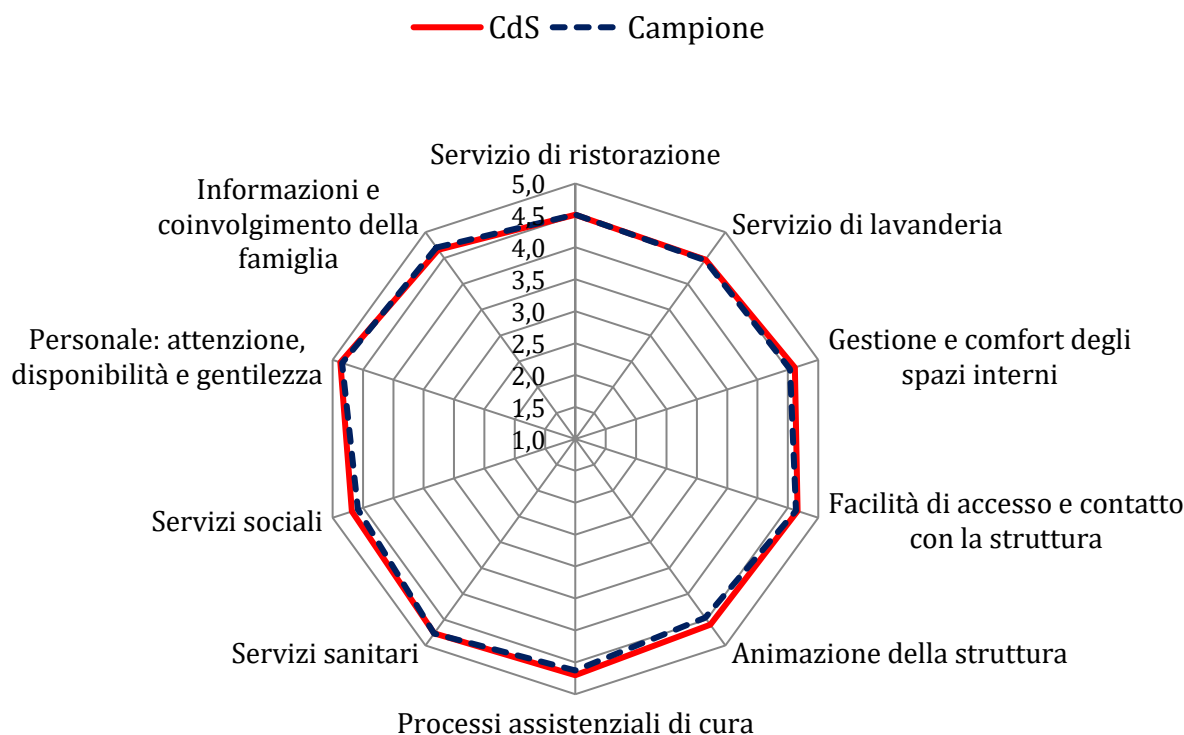 CdS Campione
Servizio di ristorazione
Informazioni e
coinvolgimento della
famiglia
Servizio di lavanderia
Personale: attenzione,
disponibilità e gentilezza
Gestione e comfort degli
spazi interni
5,0
4,5
4,0
3,5
3,0
2,5
2,0
1,5
1,0
Servizi sociali
Facilità di accesso e contatto
con la struttura
Servizi sanitari
Animazione della struttura
Processi assistenziali di cura